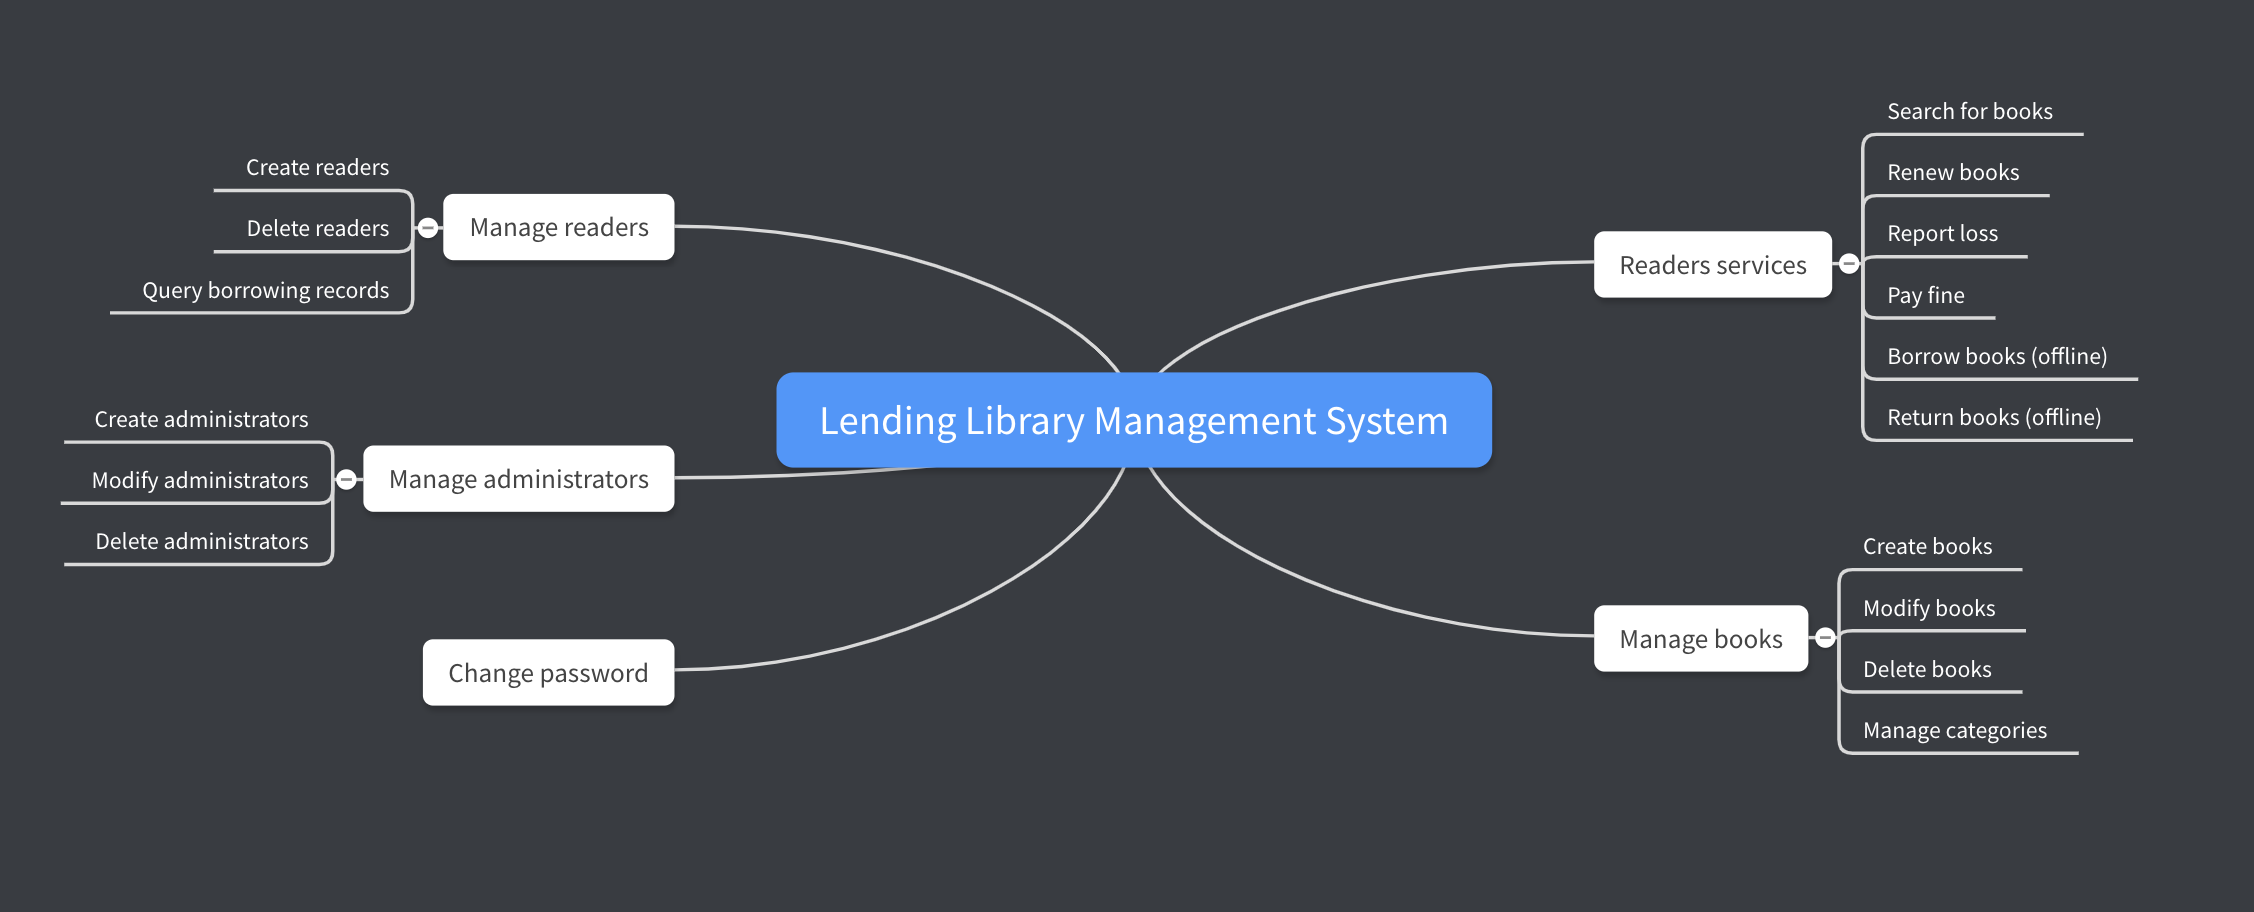 Lending Library Management System
Manage readers
Create readers
Delete readers
Query borrowing records
Manage administrators
Create administrators
Modify administrators
Delete administrators
Change password
Readers services
Search for books
Renew books
Report loss
Pay fine
Borrow books (offline)
Return books (offline)
Manage books
Create books
Modify books
Delete books
Manage categories